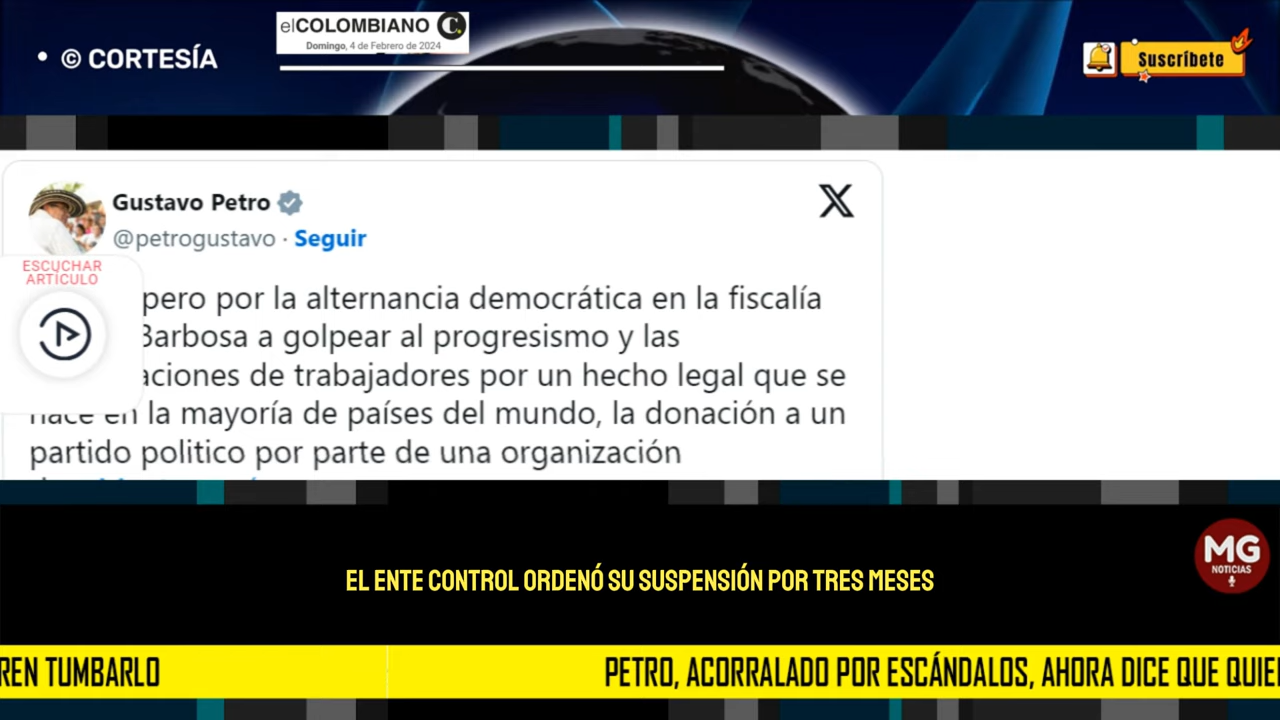 • © CORTESÍA
elCOLOMBIANO C.
Domingo, 4 de Febrero de 2024
Suscríbete
Gustavo Petro
X
@petrogustavo · Seguir
ESCUCHAR
ARTÍCULO
pero por la alternancia democrática en la fiscalía
Barbosa a golpear al progresismo y las
aciones de trabajadores por un hecho legal que se
hace en la mayoría de países del mundo, la donación a un
partido politico por parte de una organización
EL ENTE CONTROL ORDENÓ SU SUSPENSIÓN POR TRES MESES
MG
NOTICIAS
REN TUMBARLO PETRO, ACORRALADO POR ESCÁNDALOS, AHORA DICE QUE QUIE